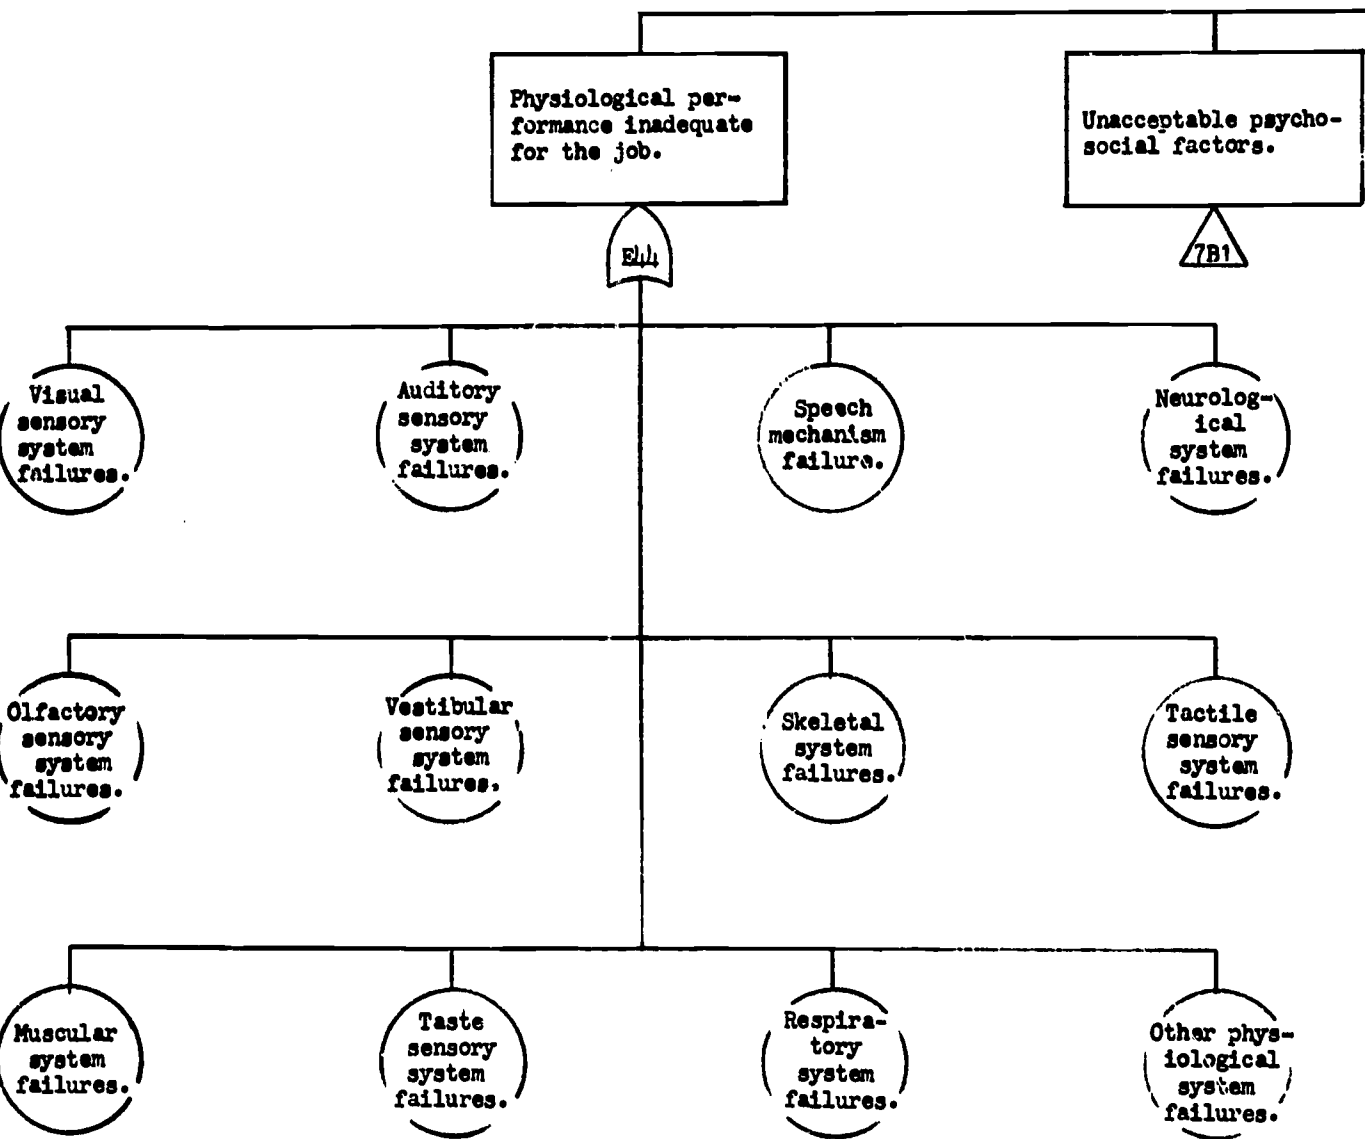 Physiological per-
formance inadequate
for the job.
Unacceptable psycho-
social factors.
E44
7B1
Visual
sensory
system
failures.
Auditory
sensory
system
failures.
Speech
mechanism
failure.
Neurolog-
ical
system
failures.
Olfactory
sensory
system
failures.
Vestibular
sensory
system
failures.
Skeletal
system
failures.
Tactile
sensory
system
failures.
Muscular
system
failures.
Taste
sensory
system
failures.
Respira-
tory
system
failures.
Other phys-
iological
system
failures.